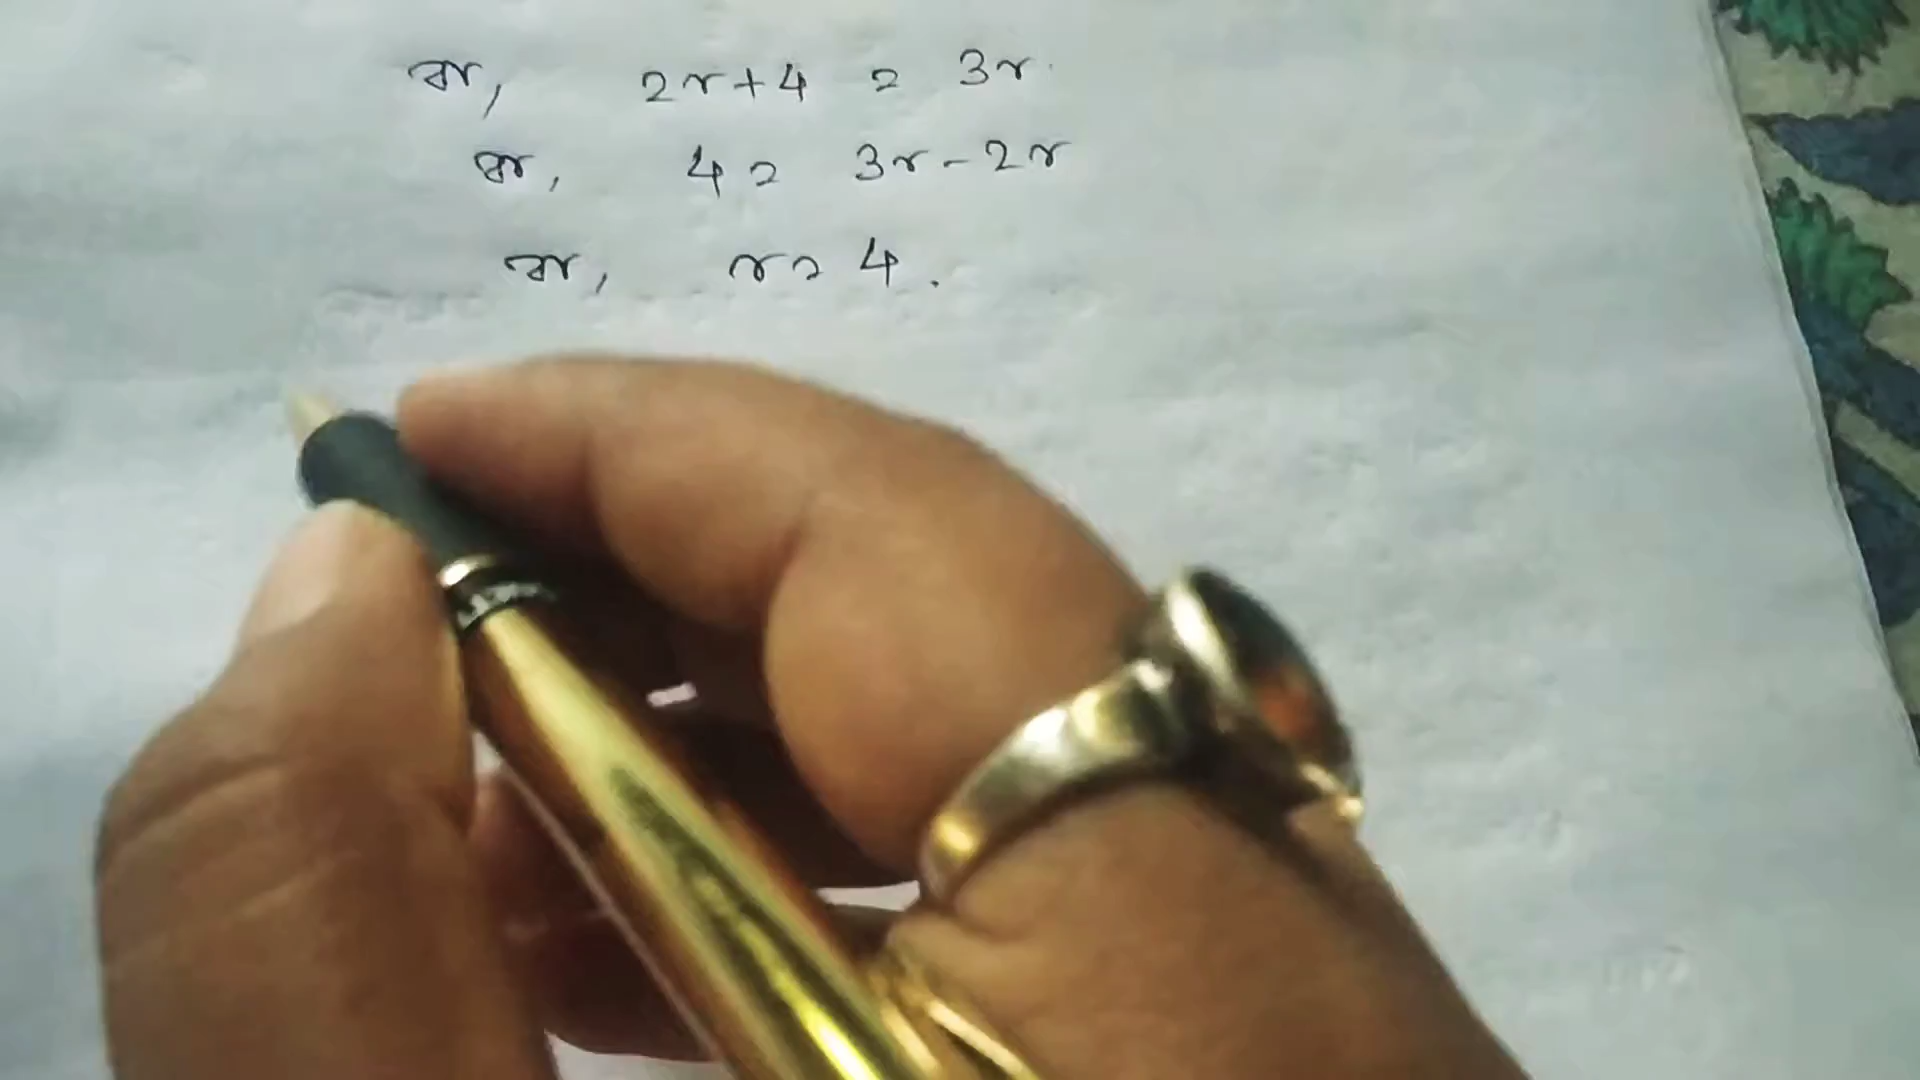 বা, 2r+4 = 3r
বা, 4 = 3r-2r
বা, r = 4.